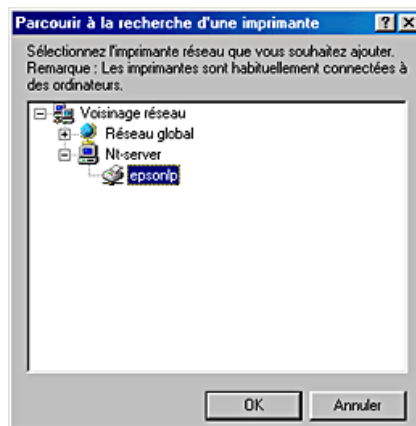 Parcourir à la recherche d'une imprimante
Sélectionnez l'imprimante réseau que vous souhaitez ajouter.
Remarque : Les imprimantes sont habituellement connectées à
des ordinateurs.
Voisinage réseau
Réseau global
Nt-server
epsonlp
OK
Annuler